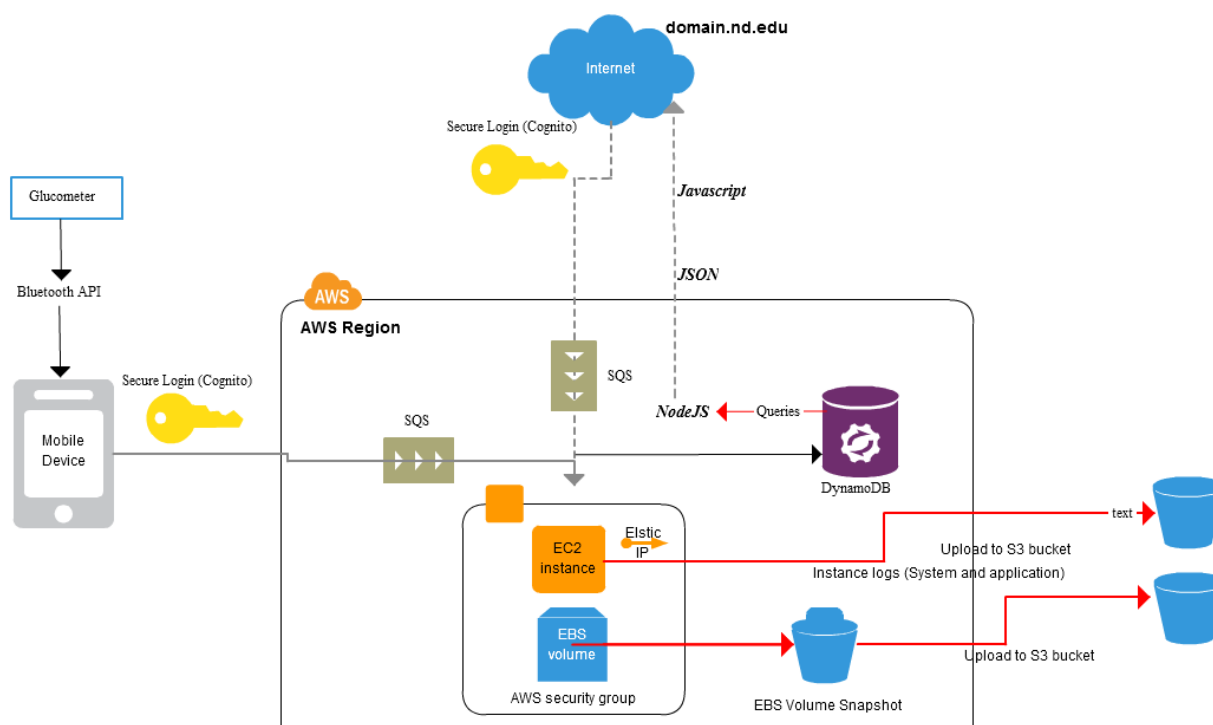 domain.nd.edu
Internet
Secure Login (Cognito)
Javascript
Glucometer
JSON
Bluetooth API
AWS
AWS Region
Secure Login (Cognito)
SQS
SQS
NodeJS
Queries
Mobile
Device
DynamoDB
EC2
instance
Elstic
IP
text
Upload to S3 bucket
Instance logs (System and application)
EBS
volume
Upload to S3 bucket
AWS security group
EBS Volume Snapshot